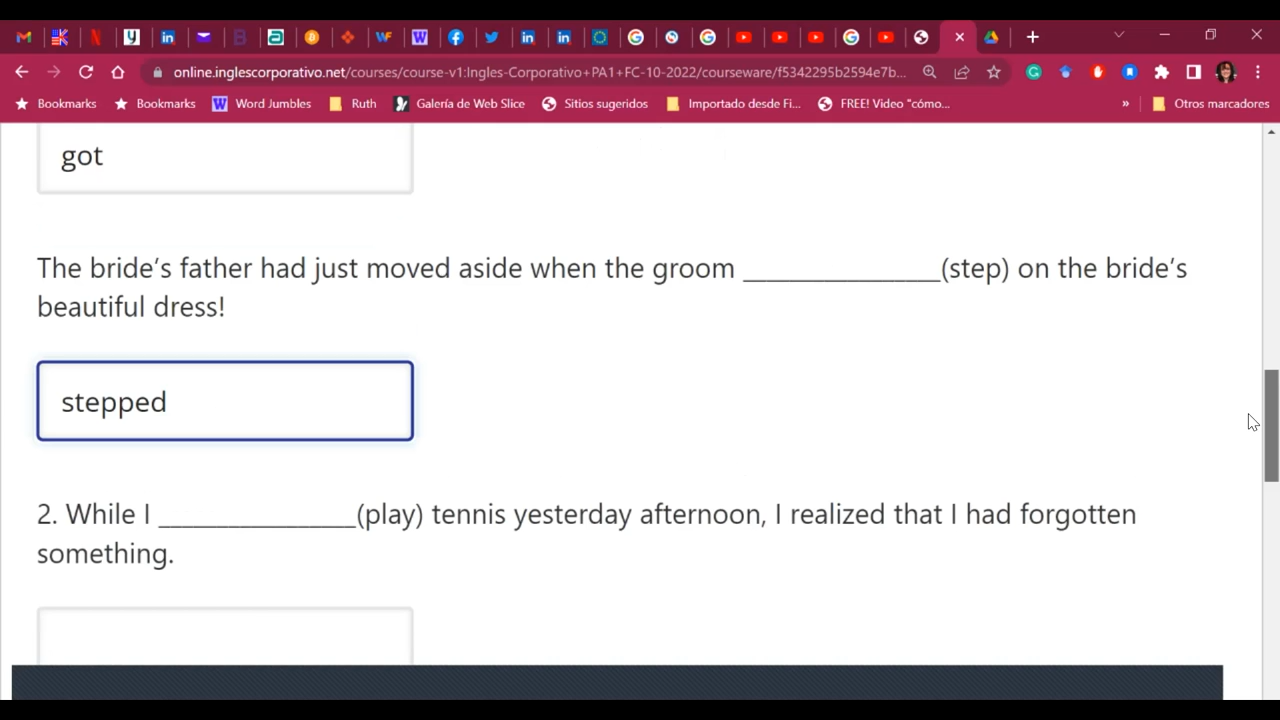 online.inglescorporativo.net/courses/course-v1:Ingles-Corporativo+PA1+FC-10-2022/courseware/f5342295b2594e7b...
Bookmarks Bookmarks Word Jumbles Ruth Galería de Web Slice Sitios sugeridos Importado desde Fi... FREE! Video "cómo... » Otros marcadores
got
The bride’s father had just moved aside when the groom _________________(step) on the bride’s
beautiful dress!
stepped
2. While I _________________(play) tennis yesterday afternoon, I realized that I had forgotten
something.